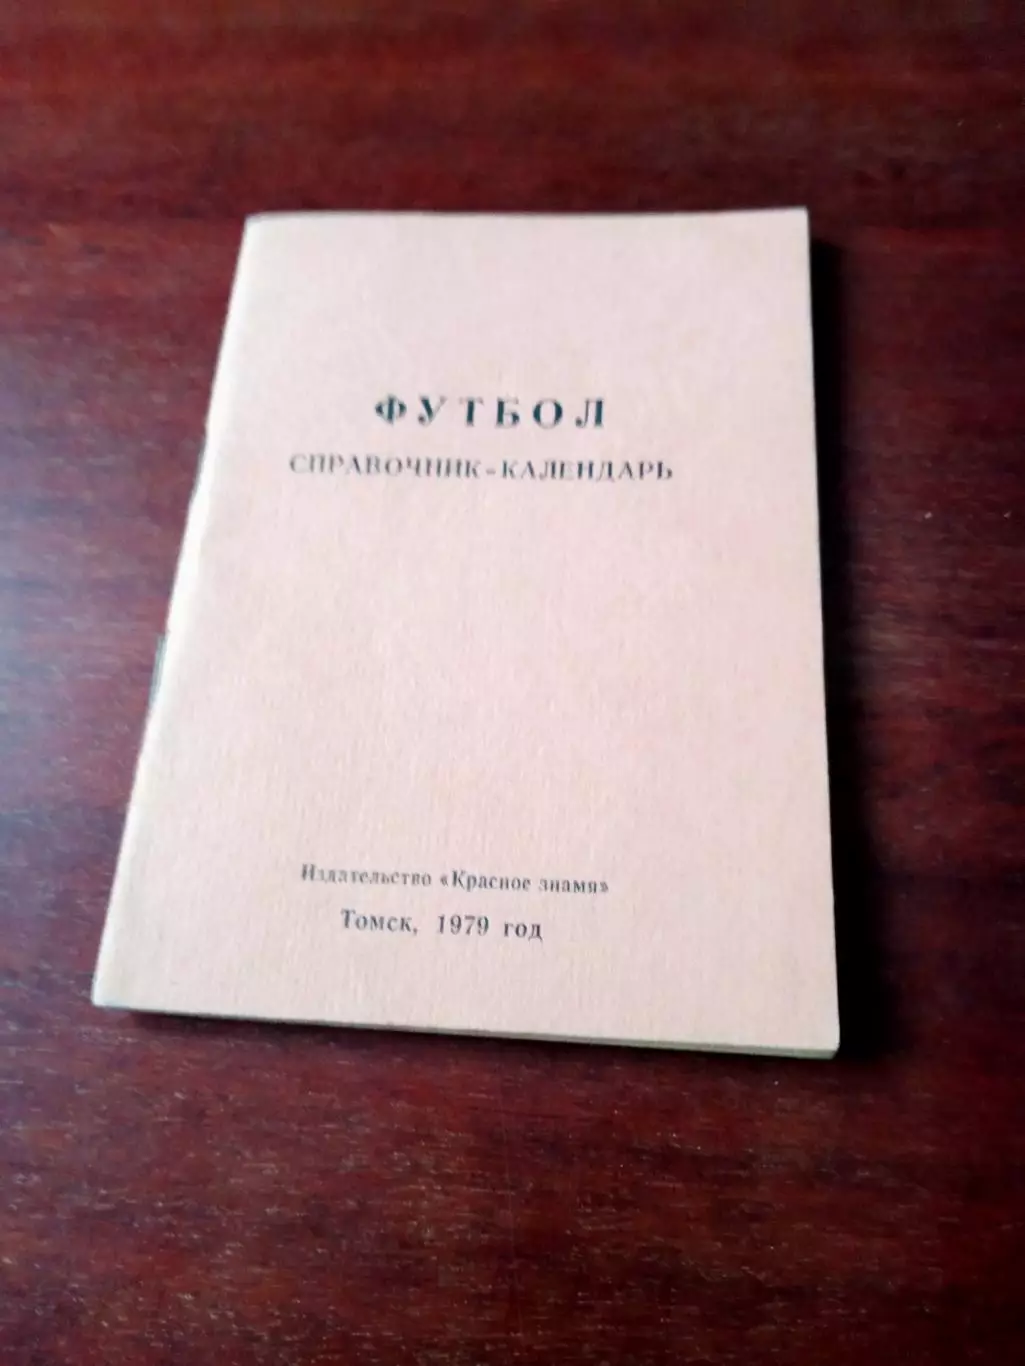 ФУТБОЛ
СПРАВОЧНИК-КАЛЕНДАРЬ
Издательство «Красное знамя»
Томск, 1979 год